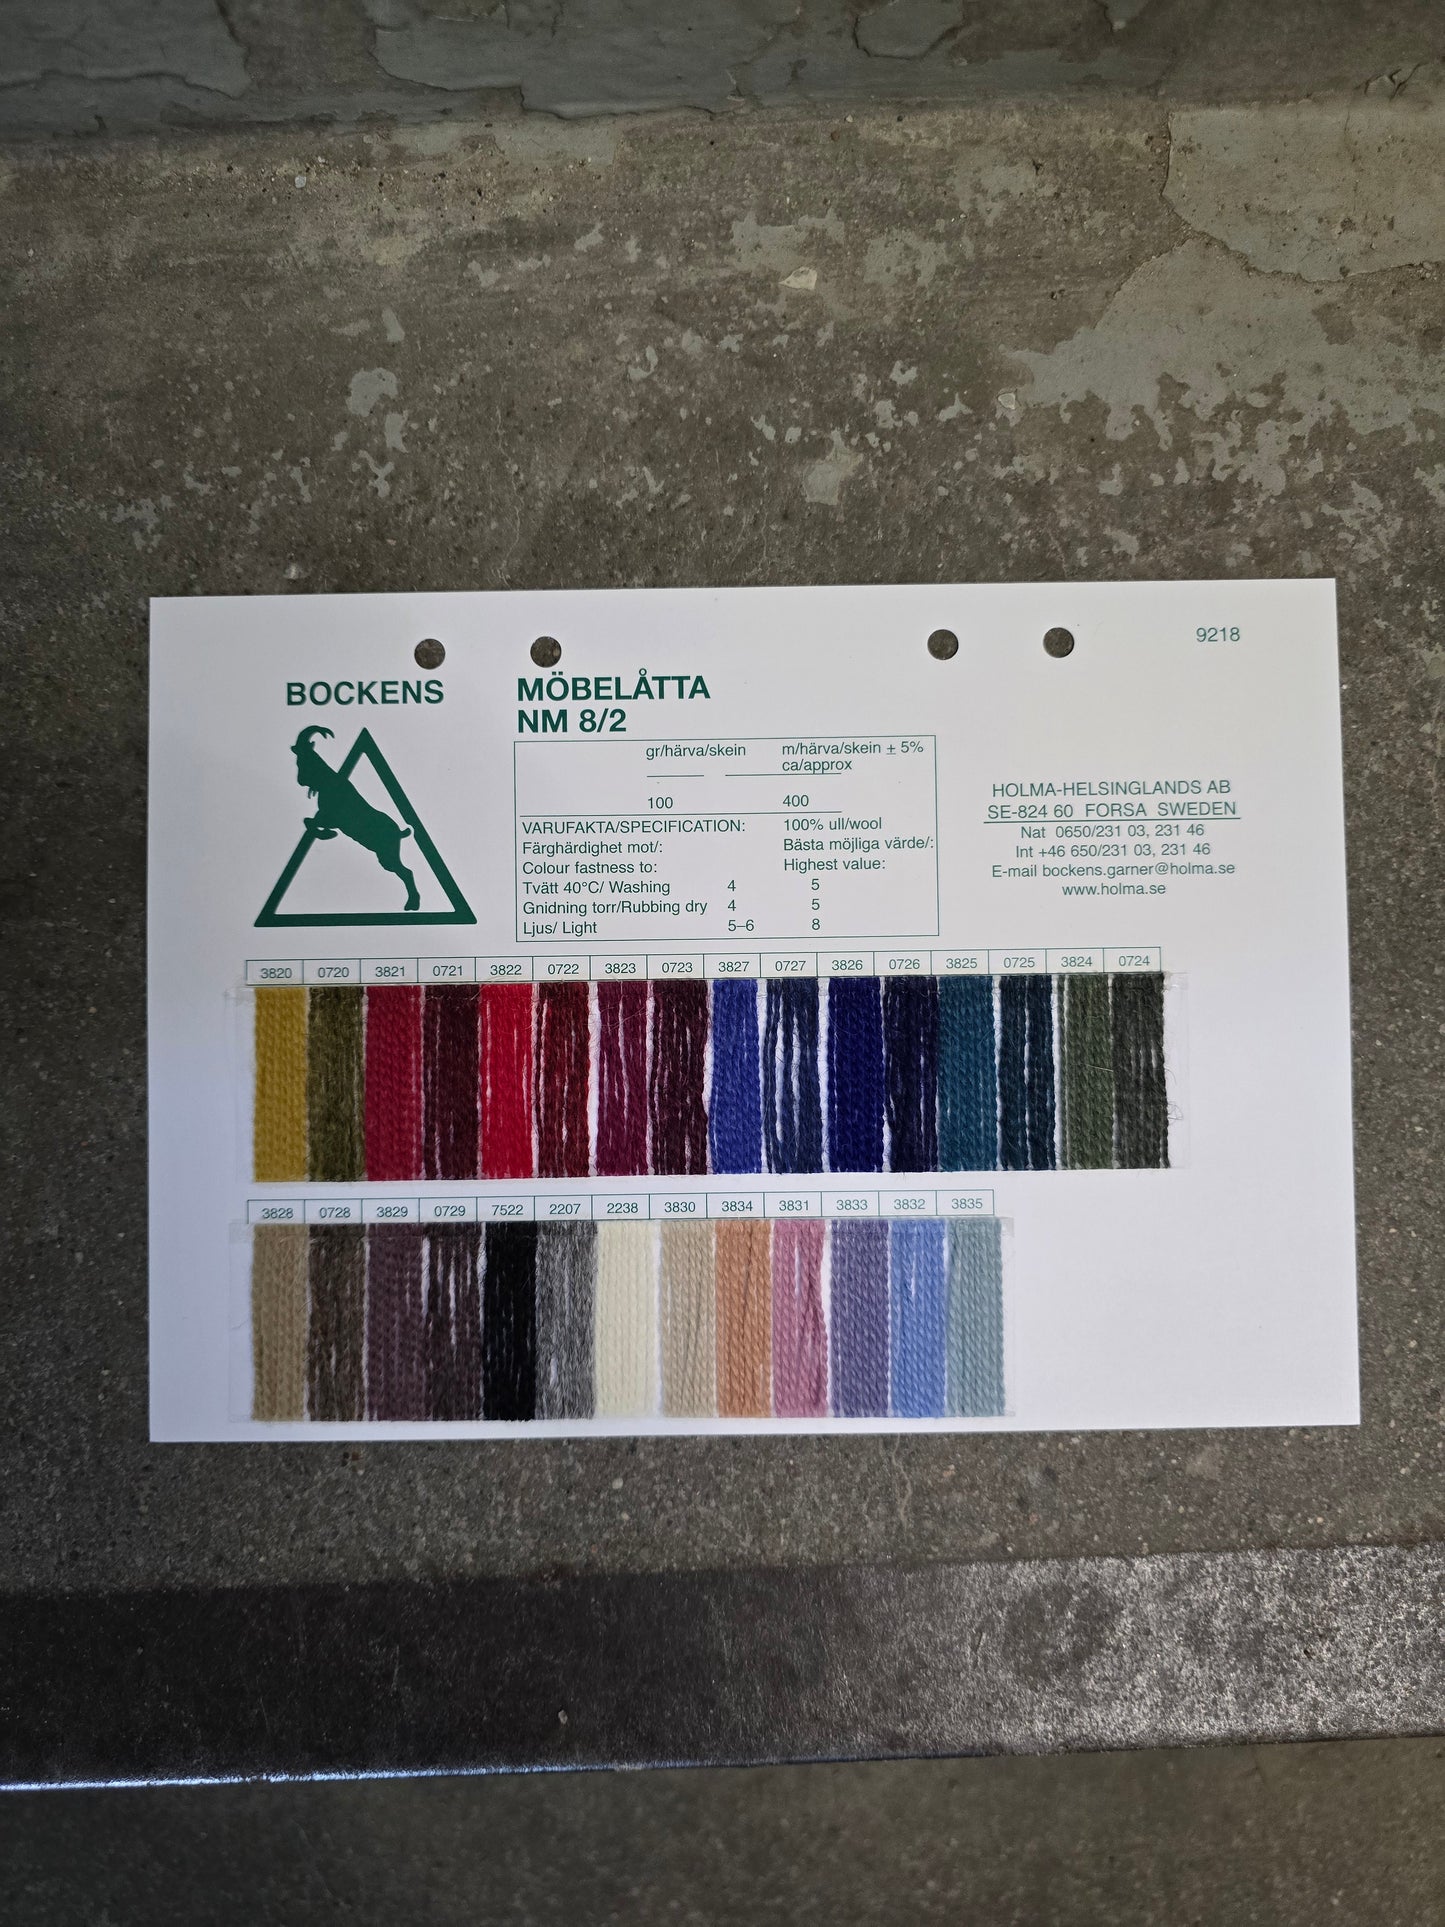 9218
BOCKENS
MÖBELÅTTA
NM 8/2
gr/härva/skein m/härva/skein ± 5%
ca/approx
100 400
VARUFAKTA/SPECIFICATION: 100% ull/wool
Färghärdighet mot/: Bästa möjliga värde/:
Colour fastness to: Highest value:
Tvätt 40°C/ Washing 4 5
Gnidning torr/Rubbing dry 4 5
Ljus/ Light 5–6 8
HOLMA-HELSINGLANDS AB
SE-824 60 FORSA SWEDEN
Nat 0650/231 03, 231 46
Int +46 650/231 03, 231 46
E-mail bockens.garner@holma.se
www.holma.se
3820 0720 3821 0721 3822 0722 3823 0723 3827 0727 3826 0726 3825 0725 3824 0724
3828 0728 3829 0729 7522 2207 2238 3830 3834 3831 3833 3832 3835